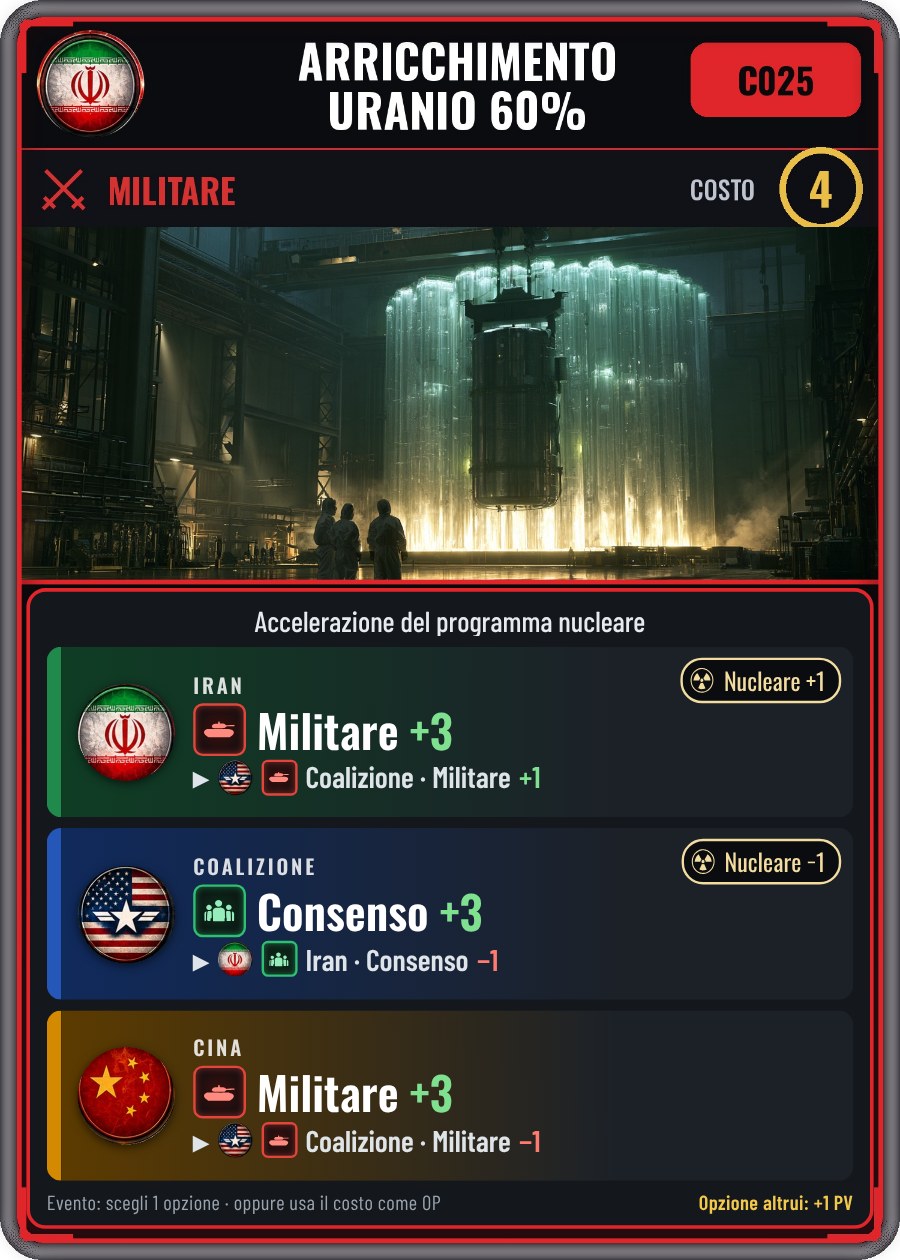 ARRICCHIMENTO
URANIO 60%
C025
MILITARE
COSTO
4
Accelerazione del programma nucleare
IRAN
Nucleare +1
Militare +3
▶ Coalizione · Militare +1
COALIZIONE
Nucleare −1
Consenso +3
▶ Iran · Consenso −1
CINA
Militare +3
▶ Coalizione · Militare −1
Evento: scegli 1 opzione · oppure usa il costo come OP
Opzione altrui: +1 PV